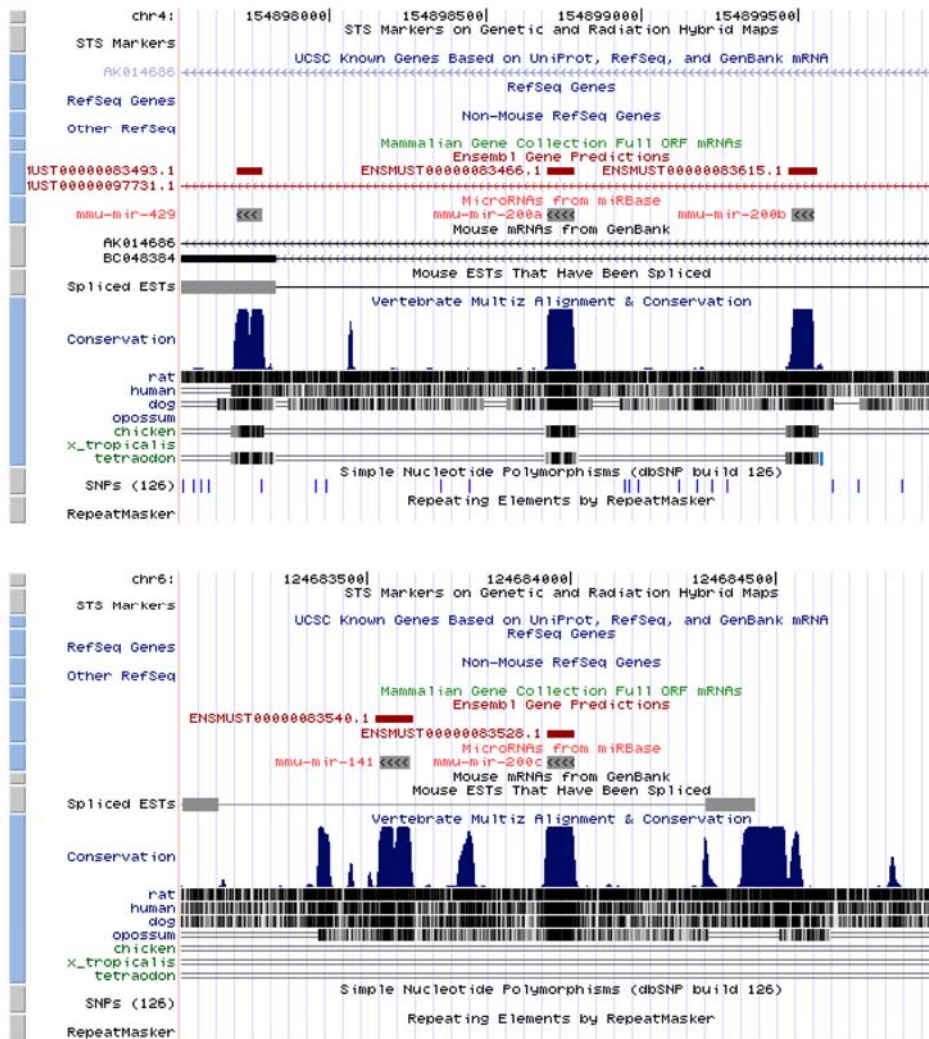 chr4: 154898000| 154898500| 154899000| 154899500|
STS Markers on Genetic and Radiation Hybrid Maps
STS Markers
UCSC Known Genes Based on UniProt, RefSeq, and GenBank mRNA
AK014686
RefSeq Genes
RefSeq Genes
Non-Mouse RefSeq Genes
Other RefSeq
Mammalian Gene Collection Full ORF mRNAs
Ensembl Gene Predictions
MUST00000083493.1 ENSMUST00000083466.1 ENSMUST00000083615.1
MUST00000097731.1
MicroRNAs from miRBase
mmu-mir-429 mmu-mir-200a mmu-mir-200b
Mouse mRNAs from GenBank
AK014686
BC048384
Mouse ESTs That Have Been Spliced
Spliced ESTs
Vertebrate Multiz Alignment & Conservation
Conservation
rat
human
dog
opossum
chicken
x_tropicalis
tetraodon
Simple Nucleotide Polymorphisms (dbSNP build 126)
SNPs (126)
Repeating Elements by RepeatMasker
RepeatMasker
chr6: 124683500| 124684000| 124684500|
STS Markers on Genetic and Radiation Hybrid Maps
STS Markers
UCSC Known Genes Based on UniProt, RefSeq, and GenBank mRNA
RefSeq Genes
RefSeq Genes
Non-Mouse RefSeq Genes
Other RefSeq
Mammalian Gene Collection Full ORF mRNAs
Ensembl Gene Predictions
ENSMUST00000083540.1
ENSMUST00000083528.1
MicroRNAs from miRBase
mmu-mir-141 mmu-mir-200c
Mouse mRNAs from GenBank
Mouse ESTs That Have Been Spliced
Spliced ESTs
Vertebrate Multiz Alignment & Conservation
Conservation
rat
human
dog
opossum
chicken
x_tropicalis
tetraodon
Simple Nucleotide Polymorphisms (dbSNP build 126)
SNPs (126)
Repeating Elements by RepeatMasker
RepeatMasker